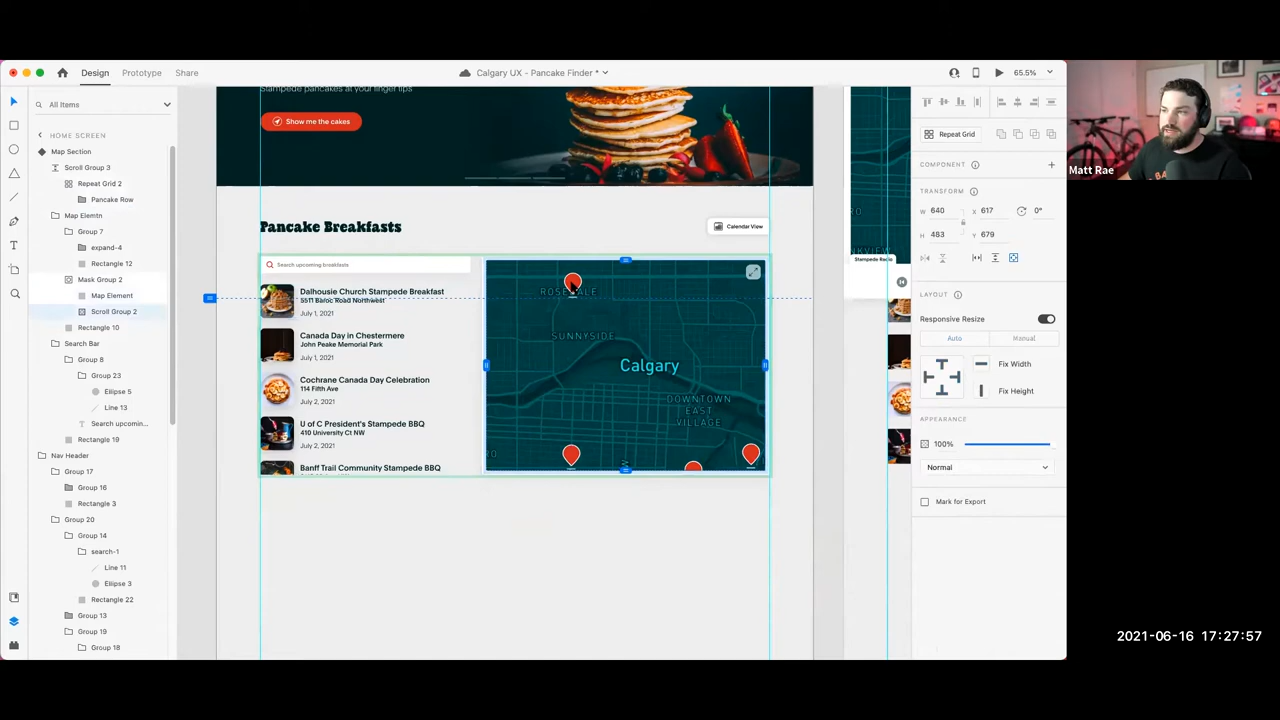 Design
Prototype
Share
Calgary UX - Pancake Finder *
65.5%
All Items
HOME SCREEN
Map Section
Scroll Group 3
Repeat Grid 2
Pancake Row
Map Elemtn
Group 7
expand-4
Rectangle 12
Mask Group 2
Map Element
Scroll Group 2
Rectangle 10
Search Bar
Group 8
Group 23
Ellipse 5
Line 13
Search upcomin...
Rectangle 19
Nav Header
Group 17
Group 16
Rectangle 3
Group 20
Group 14
search-1
Line 11
Ellipse 3
Rectangle 22
Group 13
Group 19
Group 18
Stampede pancakes at your finger tips
Show me the cakes
Pancake Breakfasts
Calendar View
Search upcoming breakfasts
Dalhousie Church Stampede Breakfast
5511 Baroc Road Northwest
July 1, 2021
Canada Day in Chestermere
John Peake Memorial Park
July 1, 2021
Cochrane Canada Day Celebration
114 Fifth Ave
July 2, 2021
U of C President's Stampede BBQ
410 University Ct NW
July 2, 2021
Banff Trail Community Stampede BBQ
SUNNYSIDE
Calgary
DOWNTOWN
EAST
VILLAGE
Repeat Grid
COMPONENT
TRANSFORM
W 640
X 617
0°
H 483
Y 679
LAYOUT
Responsive Resize
Auto
Manual
Fix Width
Fix Height
APPEARANCE
100%
Normal
Mark for Export
Matt Rae
2021-06-16 17:27:57